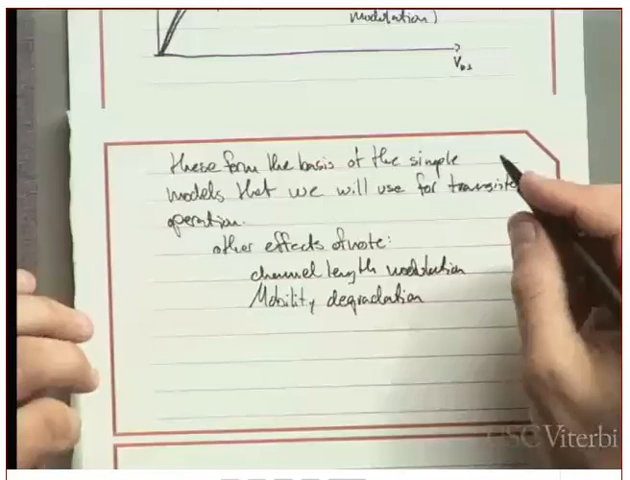 modulation)
VDS
these form the basis of the simple
models that we will use for transisto
operation.
other effects of note:
channel length modulation
Mobility degradation
USC Viterbi